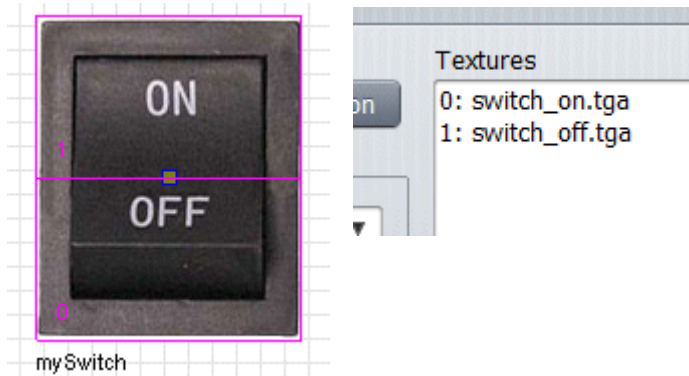 ON
1
OFF
0
mySwitch
on
Textures
0: switch_on.tga
1: switch_off.tga